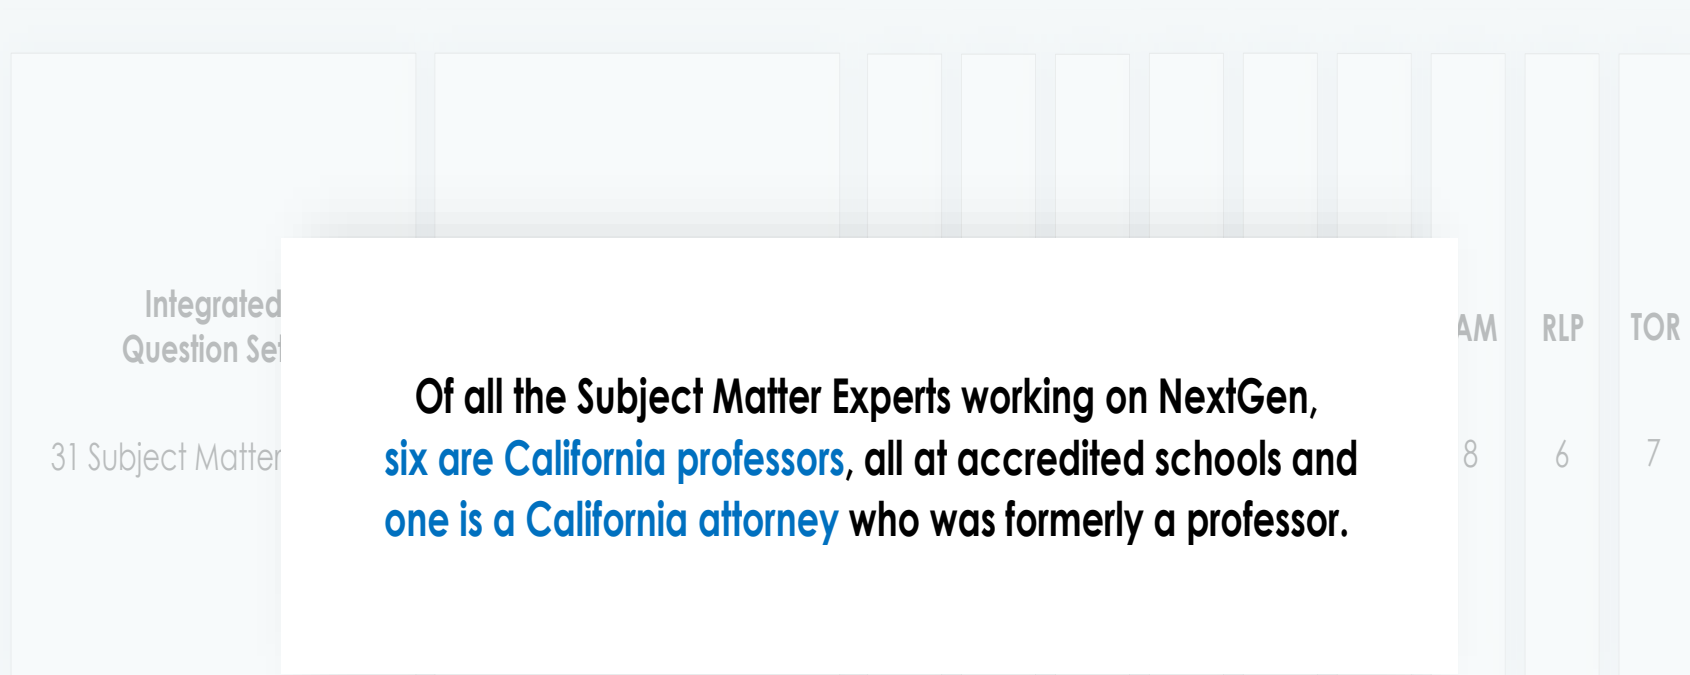 Integrated
Question Set
AM RLP TOR
Of all the Subject Matter Experts working on NextGen,
six are California professors, all at accredited schools and
one is a California attorney who was formerly a professor.
31 Subject Matter
8 6 7